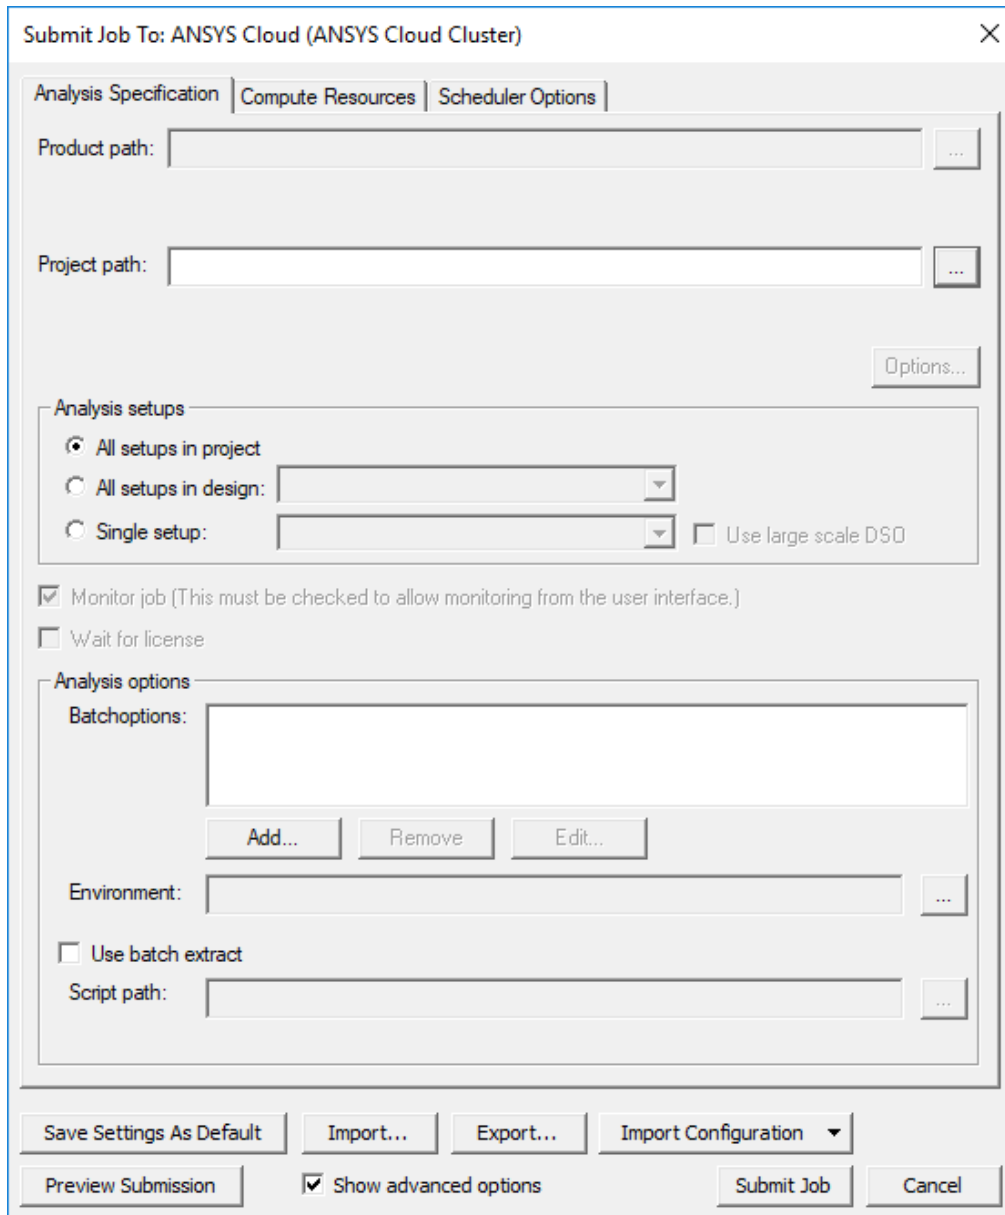 Submit Job To: ANSYS Cloud (ANSYS Cloud Cluster)
Analysis Specification Compute Resources Scheduler Options
Product path: ...
Project path: ...
Options...
Analysis setups
All setups in project
All setups in design:
Single setup: Use large scale DSO
Monitor job (This must be checked to allow monitoring from the user interface.)
Wait for license
Analysis options
Batchoptions:
Add... Remove Edit...
Environment: ...
Use batch extract
Script path: ...
Save Settings As Default Import... Export... Import Configuration
Preview Submission Show advanced options Submit Job Cancel